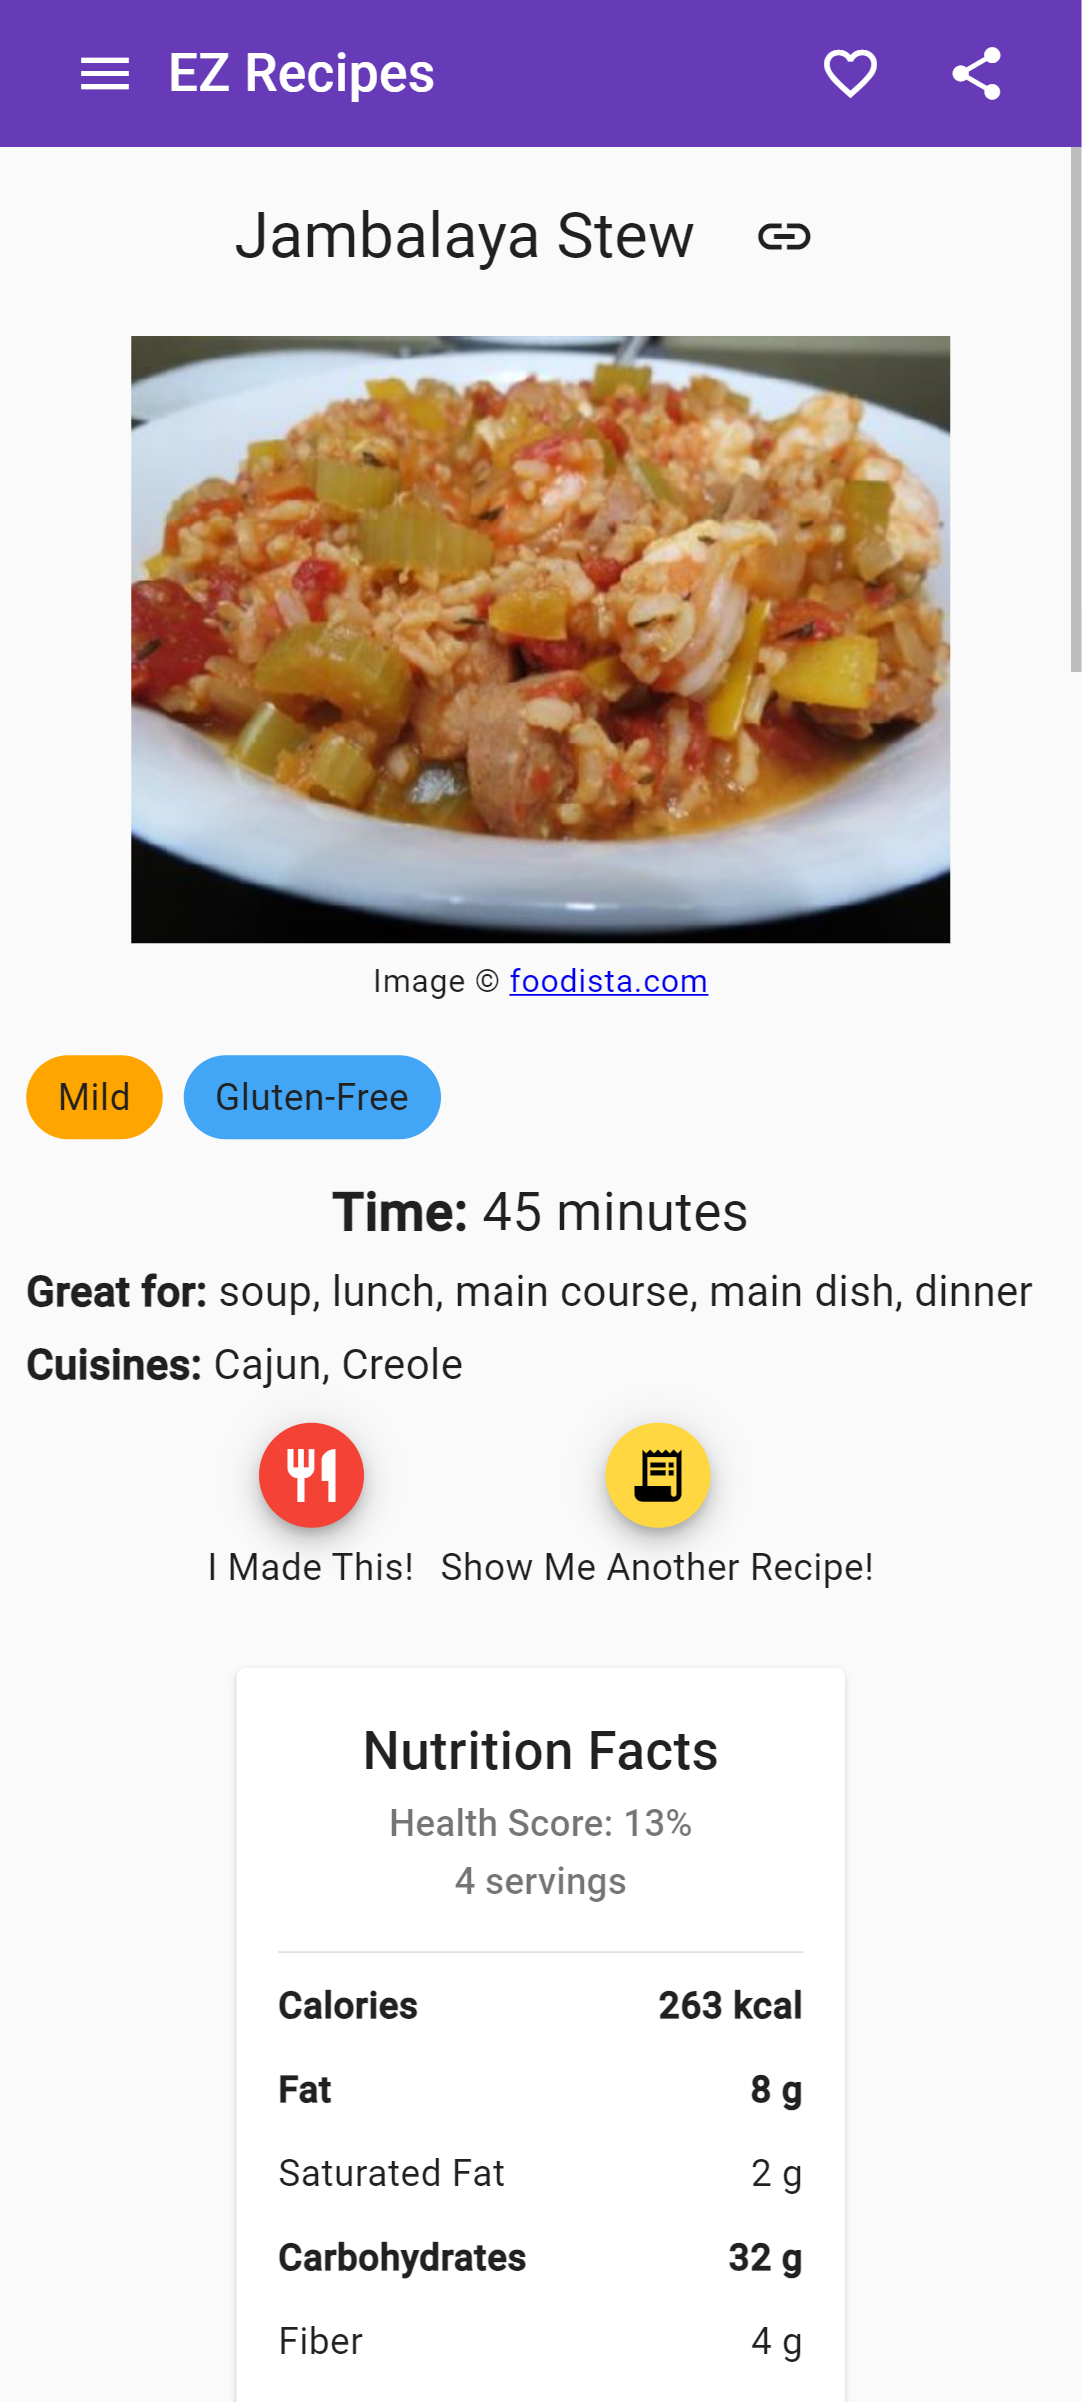 EZ Recipes
Jambalaya Stew
Image © foodista.com
Mild
Gluten-Free
Time: 45 minutes
Great for: soup, lunch, main course, main dish, dinner
Cuisines: Cajun, Creole
I Made This!
Show Me Another Recipe!
Nutrition Facts
Health Score: 13%
4 servings
Calories 263 kcal
Fat 8 g
Saturated Fat 2 g
Carbohydrates 32 g
Fiber 4 g